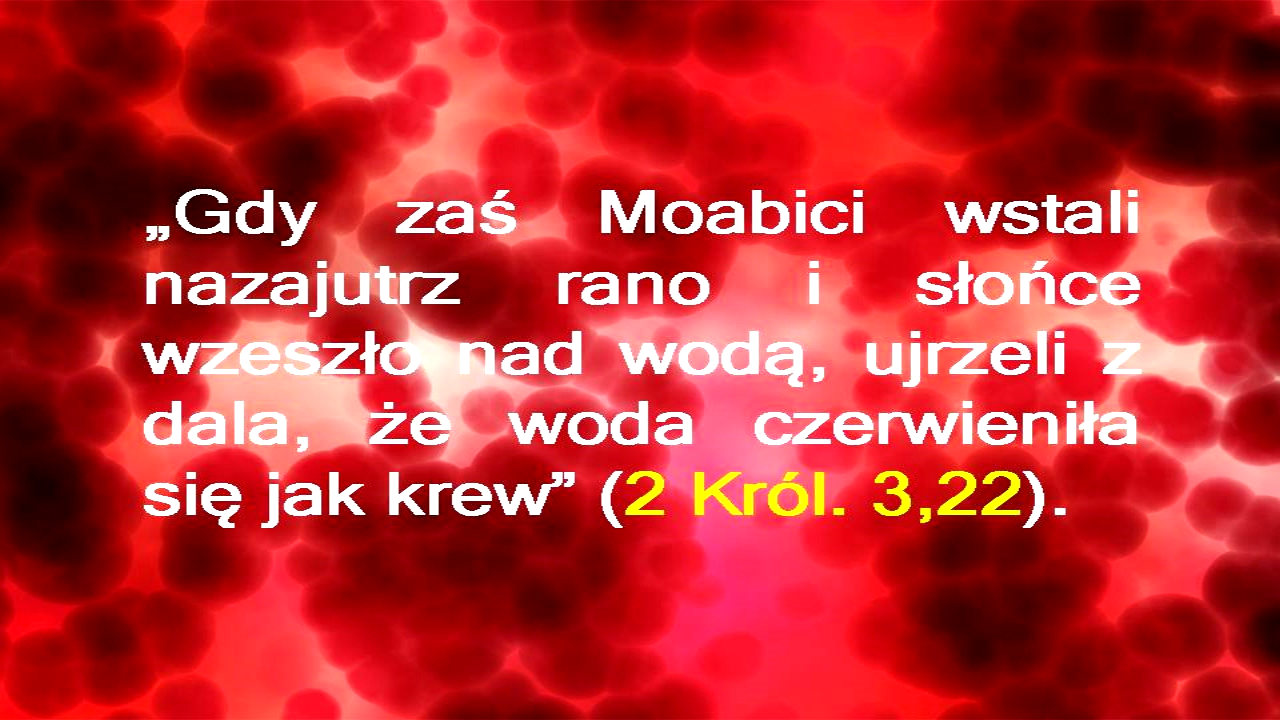 „Gdy zaś Moabici wstali
nazajutrz rano i słońce
wzeszło nad wodą, ujrzeli z
dala, że woda czerwieniła
się jak krew” (2 Król. 3,22).